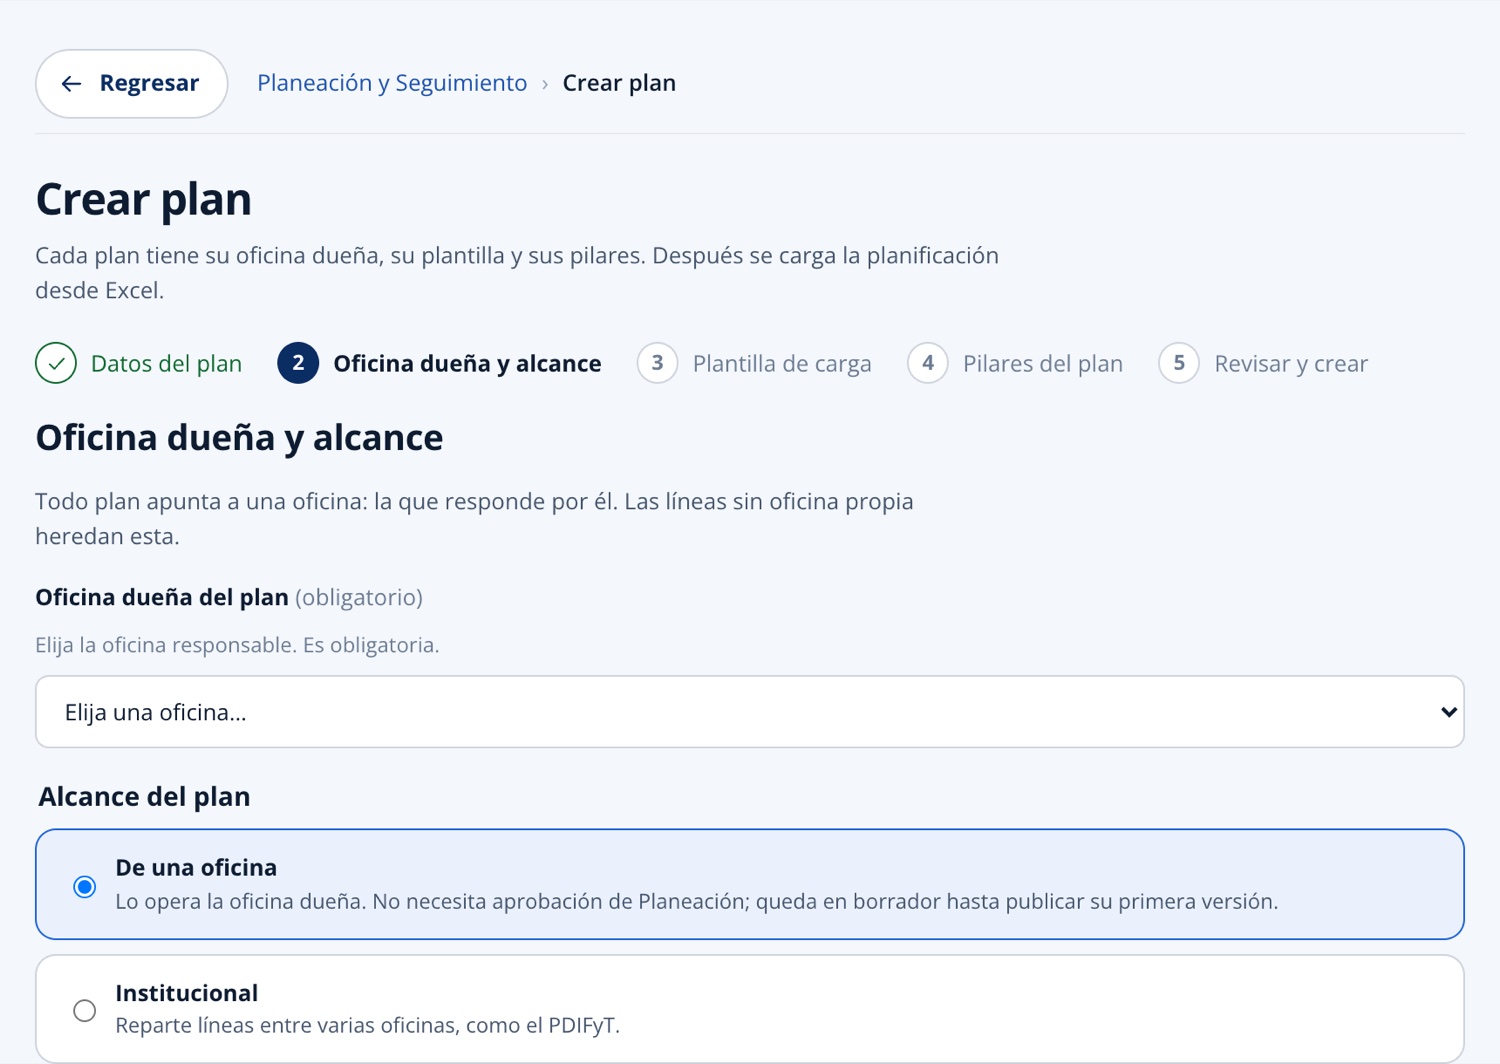 ← Regresar
Planeación y Seguimiento › Crear plan
Crear plan
Cada plan tiene su oficina dueña, su plantilla y sus pilares. Después se carga la planificación
desde Excel.
Datos del plan
2 Oficina dueña y alcance
3 Plantilla de carga
4 Pilares del plan
5 Revisar y crear
Oficina dueña y alcance
Todo plan apunta a una oficina: la que responde por él. Las líneas sin oficina propia
heredan esta.
Oficina dueña del plan (obligatorio)
Elija la oficina responsable. Es obligatoria.
Elija una oficina...
Alcance del plan
De una oficina
Lo opera la oficina dueña. No necesita aprobación de Planeación; queda en borrador hasta publicar su primera versión.
Institucional
Reparte líneas entre varias oficinas, como el PDIFyT.